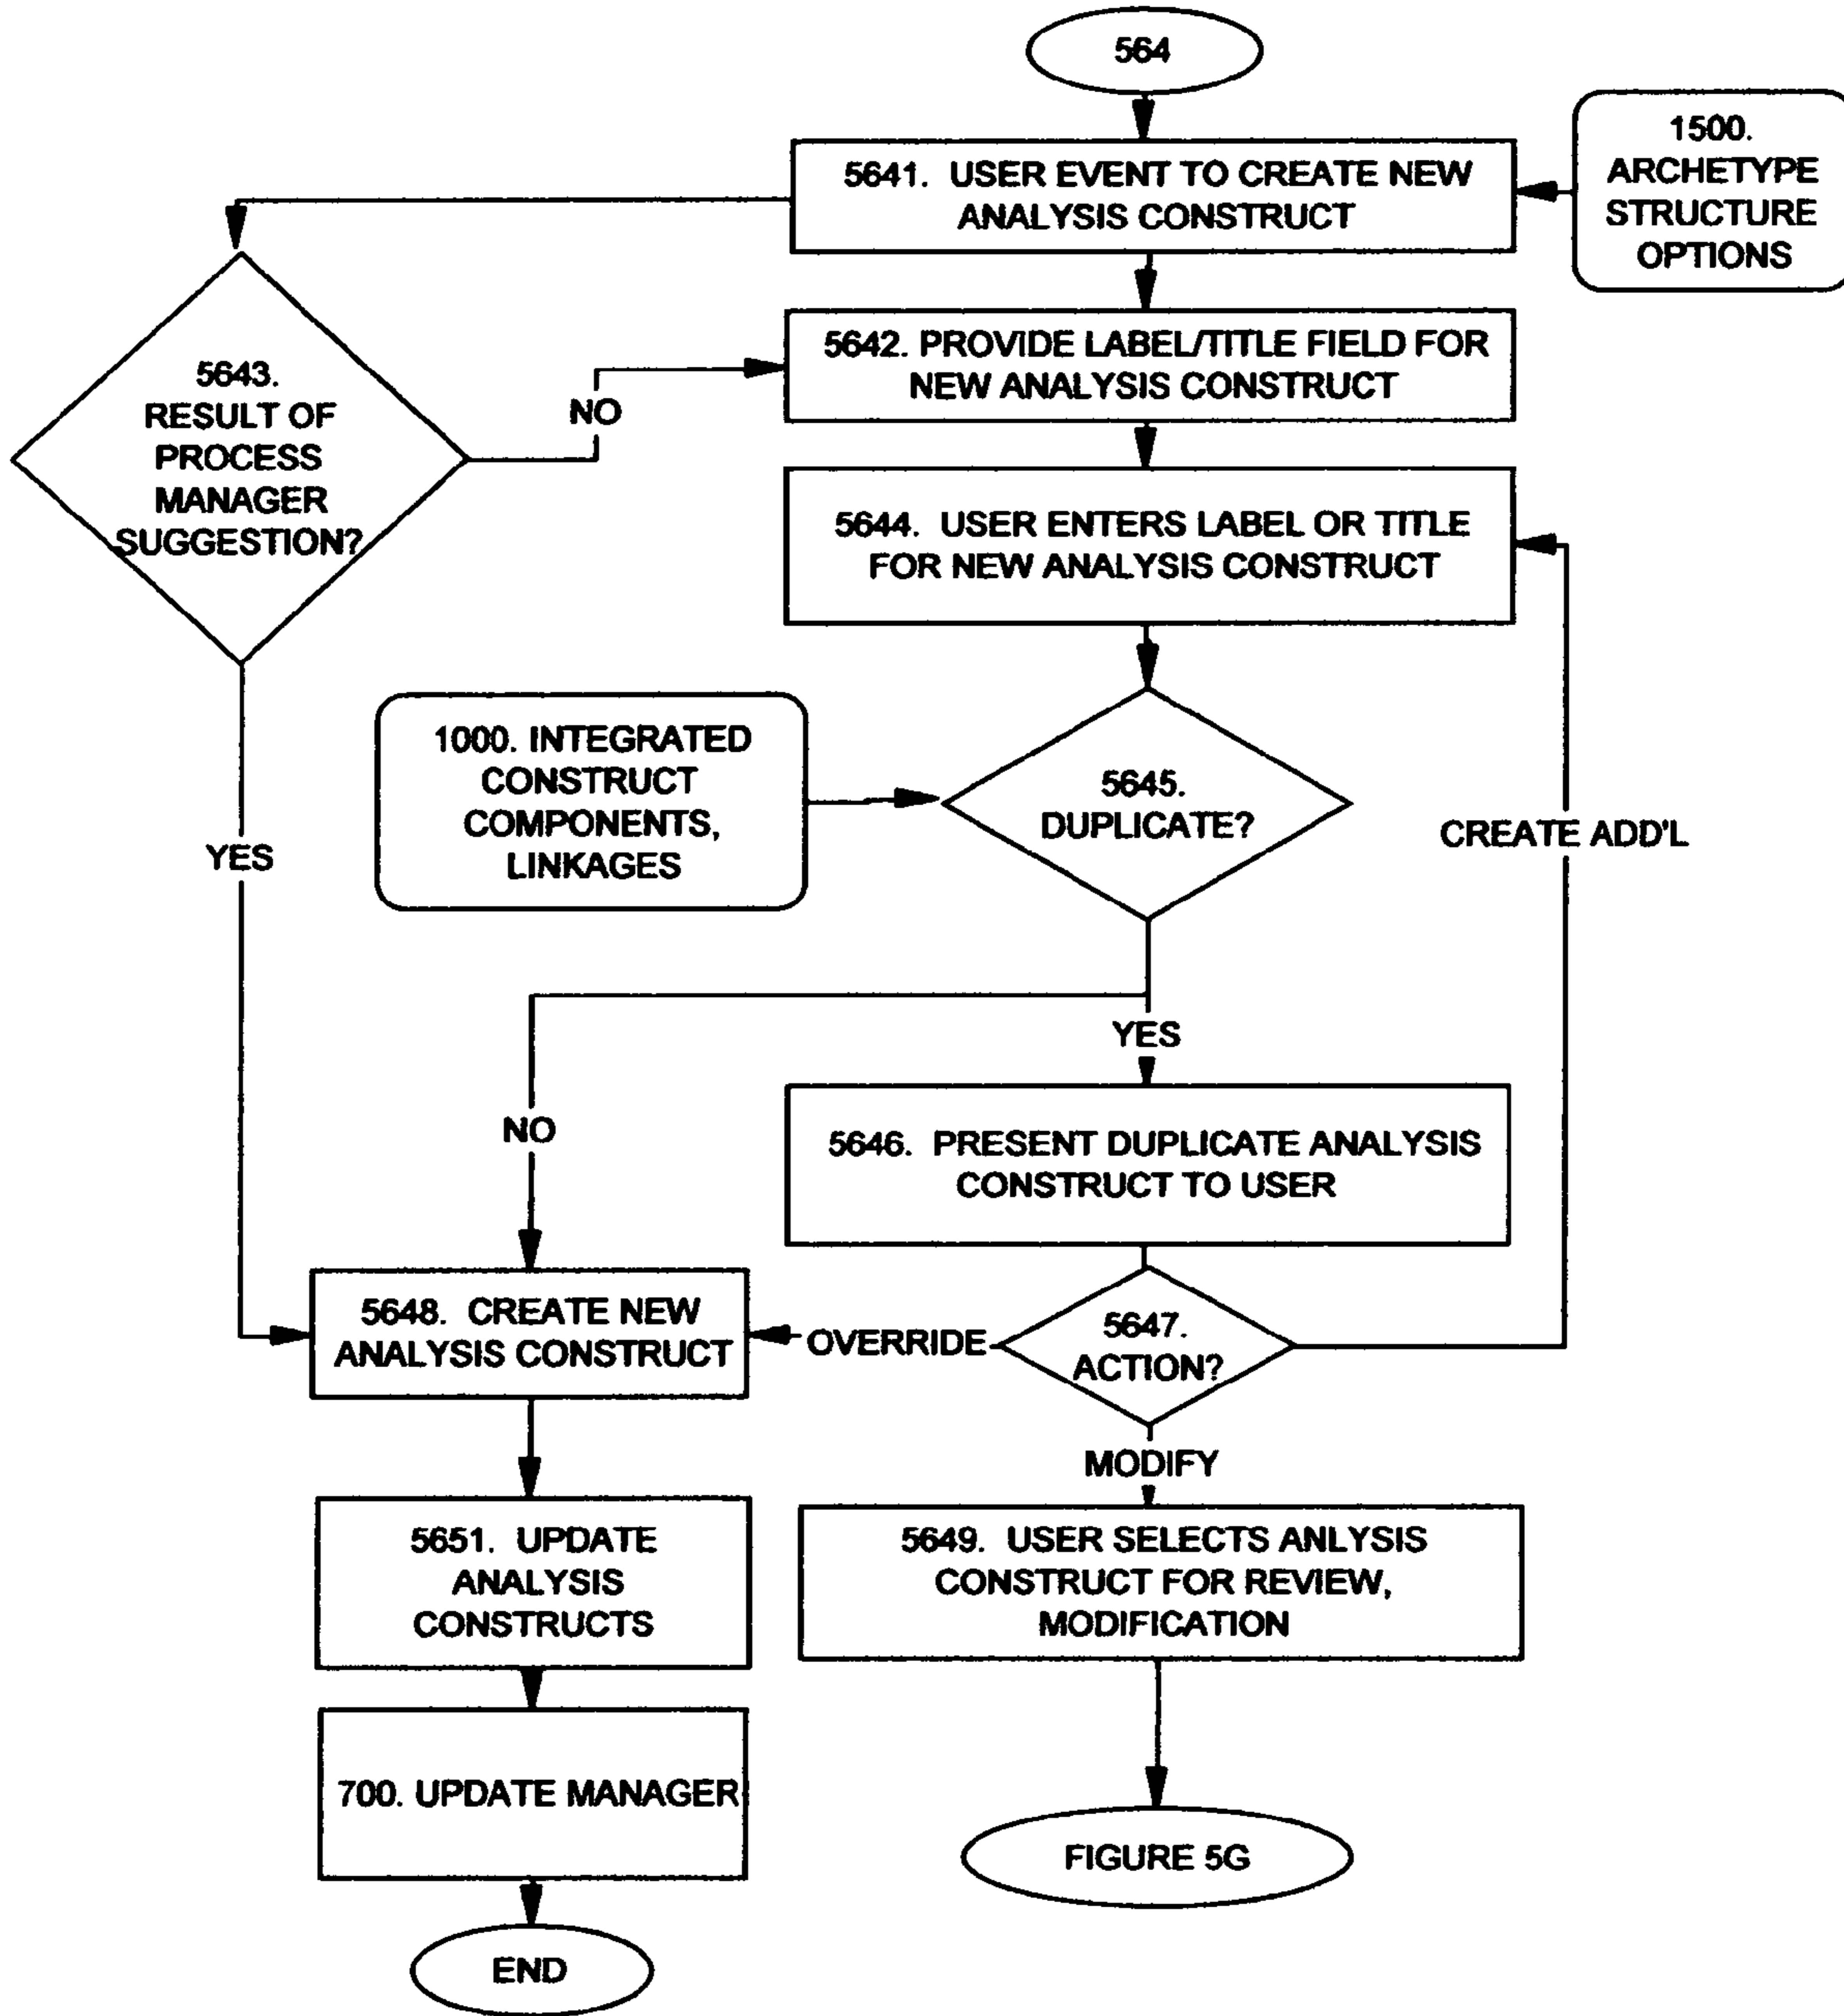 564
1500.
ARCHETYPE
STRUCTURE
OPTIONS
5641. USER EVENT TO CREATE NEW
ANALYSIS CONSTRUCT
5642. PROVIDE LABEL/TITLE FIELD FOR
NEW ANALYSIS CONSTRUCT
5643.
RESULT OF
PROCESS
MANAGER
SUGGESTION?
NO
5644. USER ENTERS LABEL OR TITLE
FOR NEW ANALYSIS CONSTRUCT
1000. INTEGRATED
CONSTRUCT
COMPONENTS,
LINKAGES
5645.
DUPLICATE?
CREATE ADD'L
YES
YES
NO
5646. PRESENT DUPLICATE ANALYSIS
CONSTRUCT TO USER
5648. CREATE NEW
ANALYSIS CONSTRUCT
OVERRIDE
5647.
ACTION?
MODIFY
5651. UPDATE
ANALYSIS
CONSTRUCTS
5649. USER SELECTS ANLYSIS
CONSTRUCT FOR REVIEW,
MODIFICATION
700. UPDATE MANAGER
FIGURE 5G
END